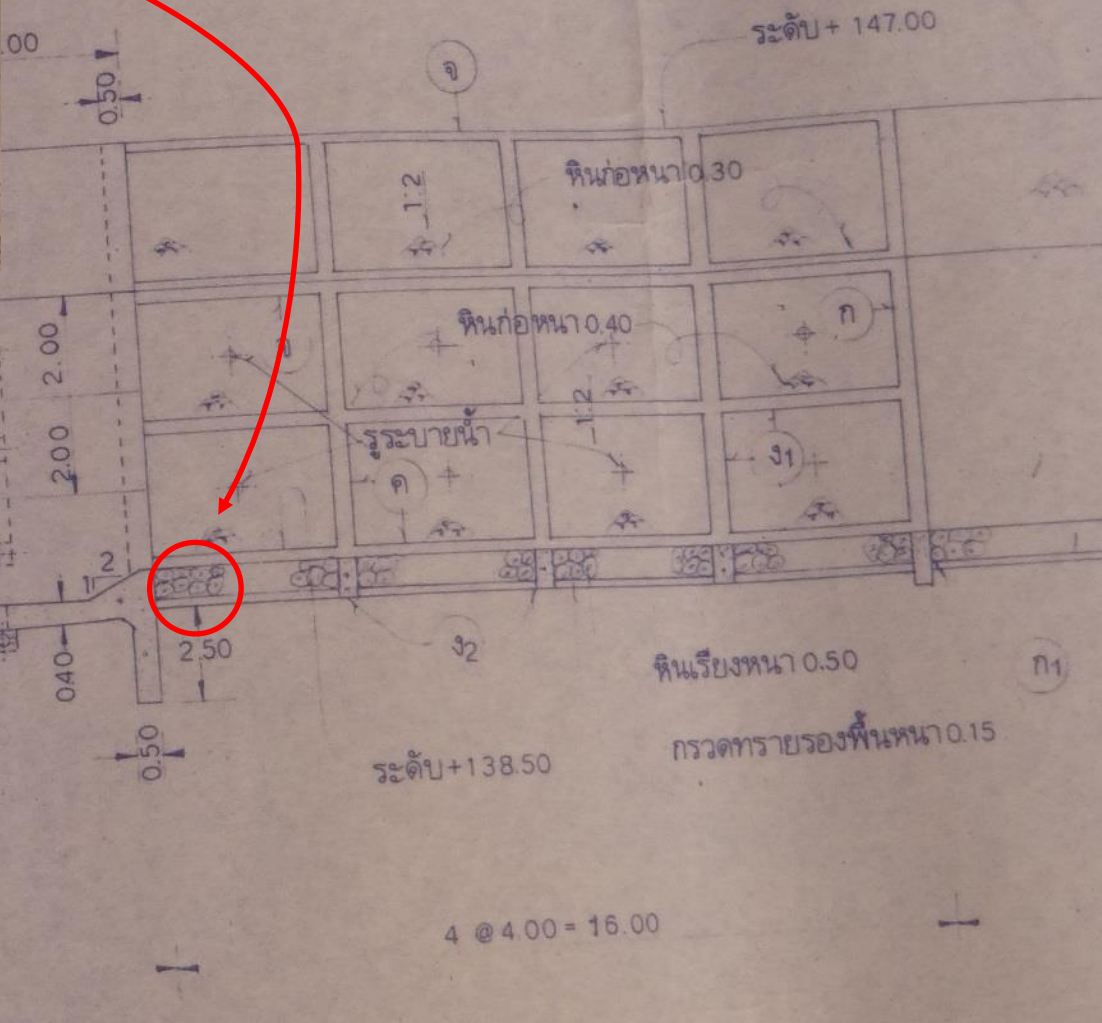 .00
ระดับ + 147.00
0.50
จ
หินก่อหนา 0.30
1:2
2.00
หินก่อหนา 0.40
ก
จ
2.00
รูระบายน้ำ
1:2
ค
ง1
2
1
0.40
2.50
ง2
หินเรียงหนา 0.50
ก1
0.50
ระดับ+138.50
กรวดทรายรองพื้นหนา 0.15
4 @ 4.00 = 16.00